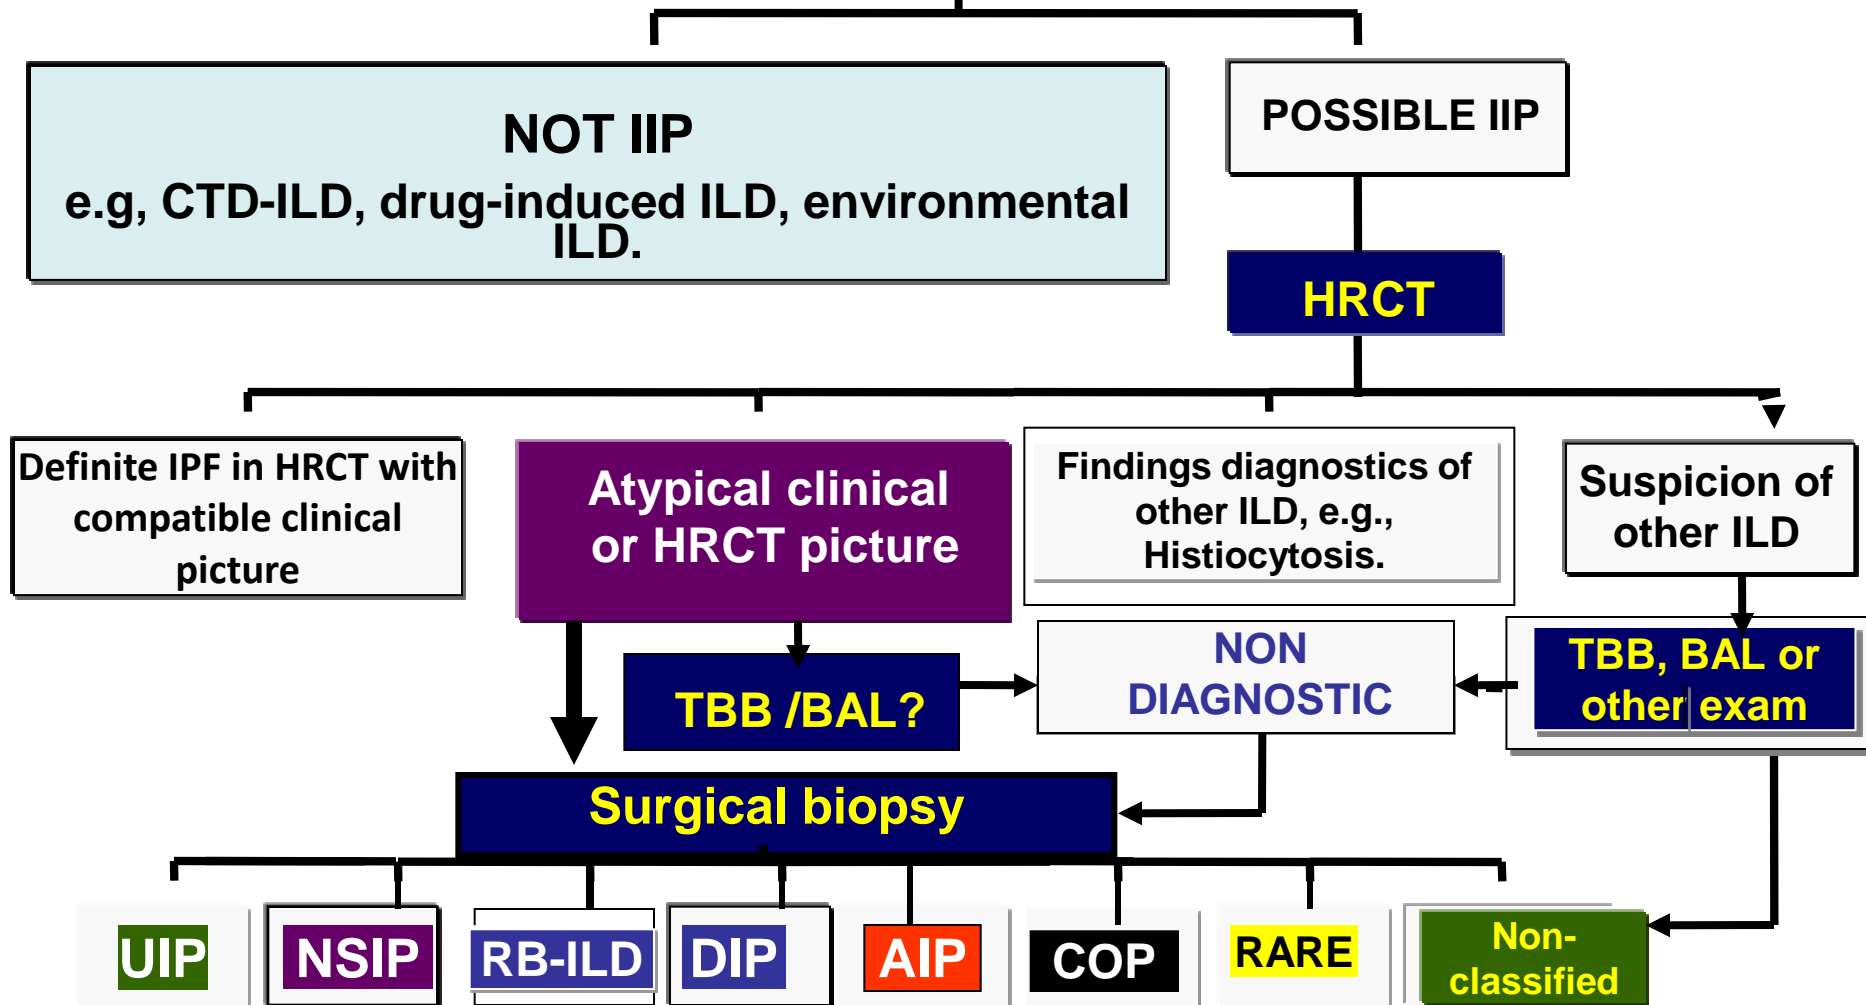 NOT IIP
e.g, CTD-ILD, drug-induced ILD, environmental
ILD.
POSSIBLE IIP
HRCT
Definite IPF in HRCT with
compatible clinical
picture
Atypical clinical
or HRCT picture
Findings diagnostics of
other ILD, e.g.,
Histiocytosis.
Suspicion of
other ILD
TBB /BAL?
NON
DIAGNOSTIC
TBB, BAL or
other exam
Surgical biopsy
UIP
NSIP
RB-ILD
DIP
AIP
COP
RARE
Non-
classified